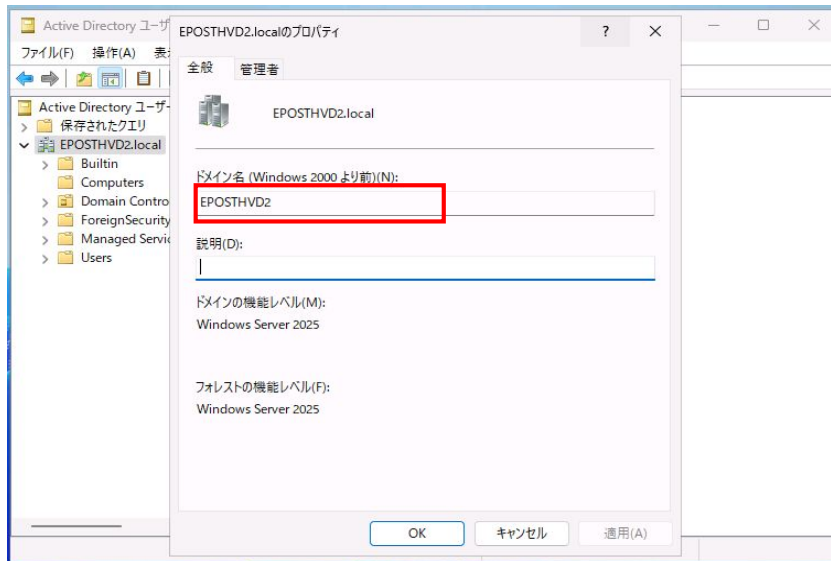 Active Directory ユーザ
ファイル(F) 操作(A) 表
Active Directory ユーザー
保存されたクエリ
EPOSTHVD2.local
Builtin
Computers
Domain Contro
ForeignSecurity
Managed Servic
Users
EPOSTHVD2.localのプロパティ
? ×
全般 管理者
EPOSTHVD2.local
ドメイン名 (Windows 2000 より前)(N):
EPOSTHVD2
説明(D):
ドメインの機能レベル(M):
Windows Server 2025
フォレストの機能レベル(F):
Windows Server 2025
OK キャンセル 適用(A)